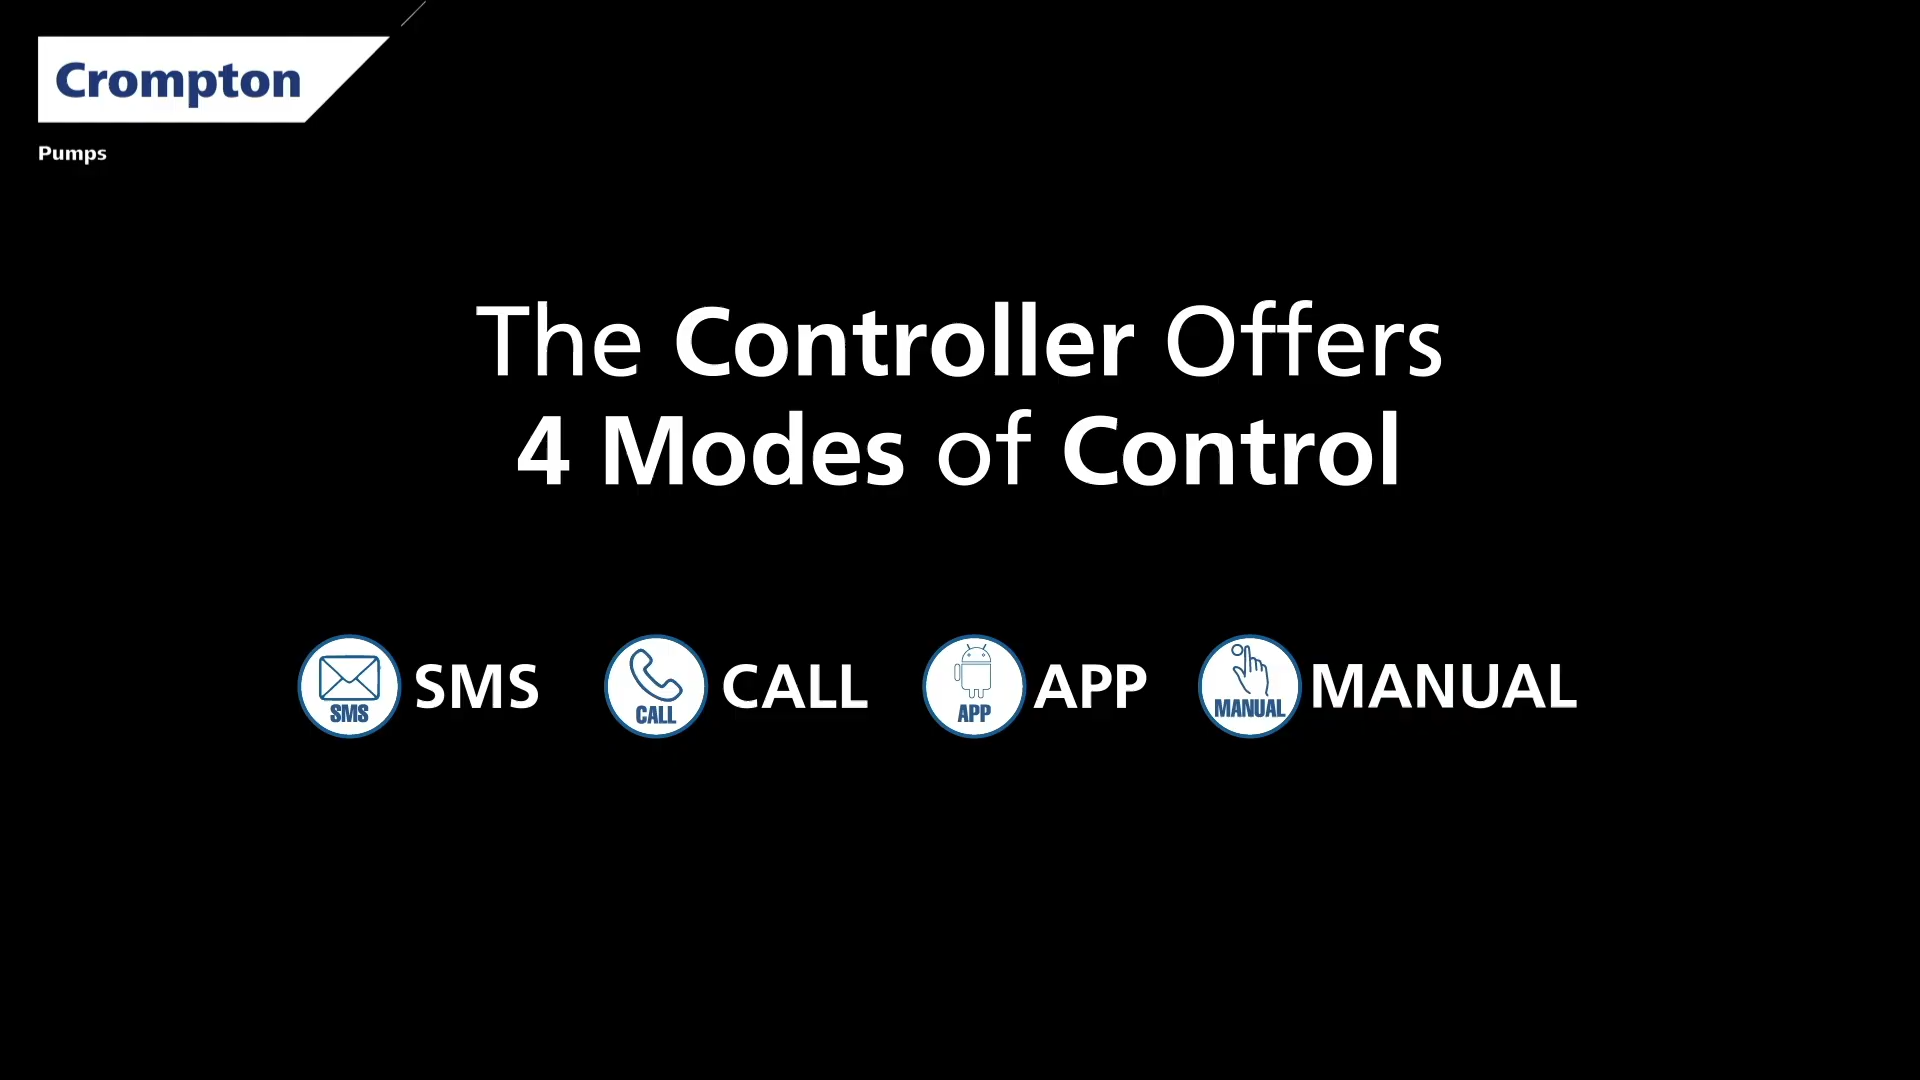 Crompton
Pumps
The Controller Offers
4 Modes of Control
SMS SMS CALL CALL APP APP MANUAL MANUAL